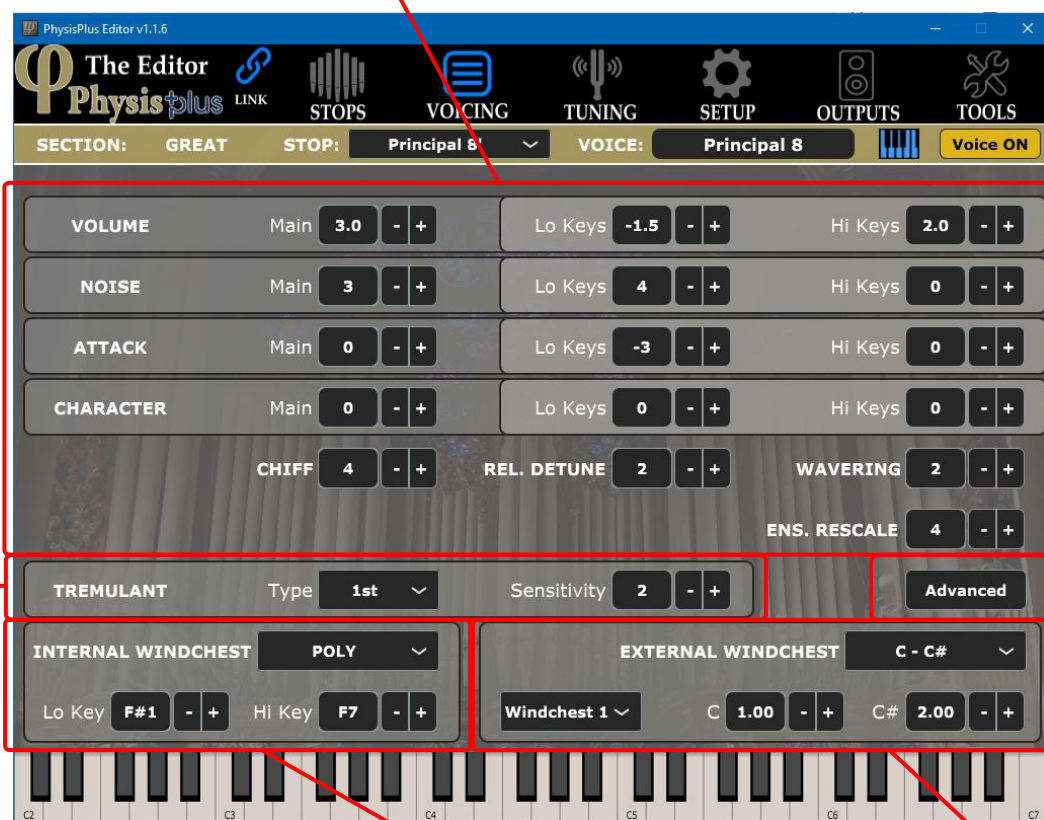 PhysisPlus Editor v1.1.6
The Editor
Physis plus
LINK
STOPS
VOICING
TUNING
SETUP
OUTPUTS
TOOLS
SECTION: GREAT STOP: Principal 8' VOICE: Principal 8 Voice ON
VOLUME Main 3.0 - + Lo Keys -1.5 - + Hi Keys 2.0 - +
NOISE Main 3 - + Lo Keys 4 - + Hi Keys 0 - +
ATTACK Main 0 - + Lo Keys -3 - + Hi Keys 0 - +
CHARACTER Main 0 - + Lo Keys 0 - + Hi Keys 0 - +
CHIFF 4 - + REL. DETUNE 2 - + WAVERING 2 - +
ENS. RESCALE 4 - +
TREMULANT Type 1st Sensitivity 2 - + Advanced
INTERNAL WINDCHEST POLY EXTERNAL WINDCHEST C - C#
Lo Key F#1 - + Hi Key F7 - + Windchest 1 C 1.00 - + C# 2.00 - +
C2 C3 C4 C5 C6 C7